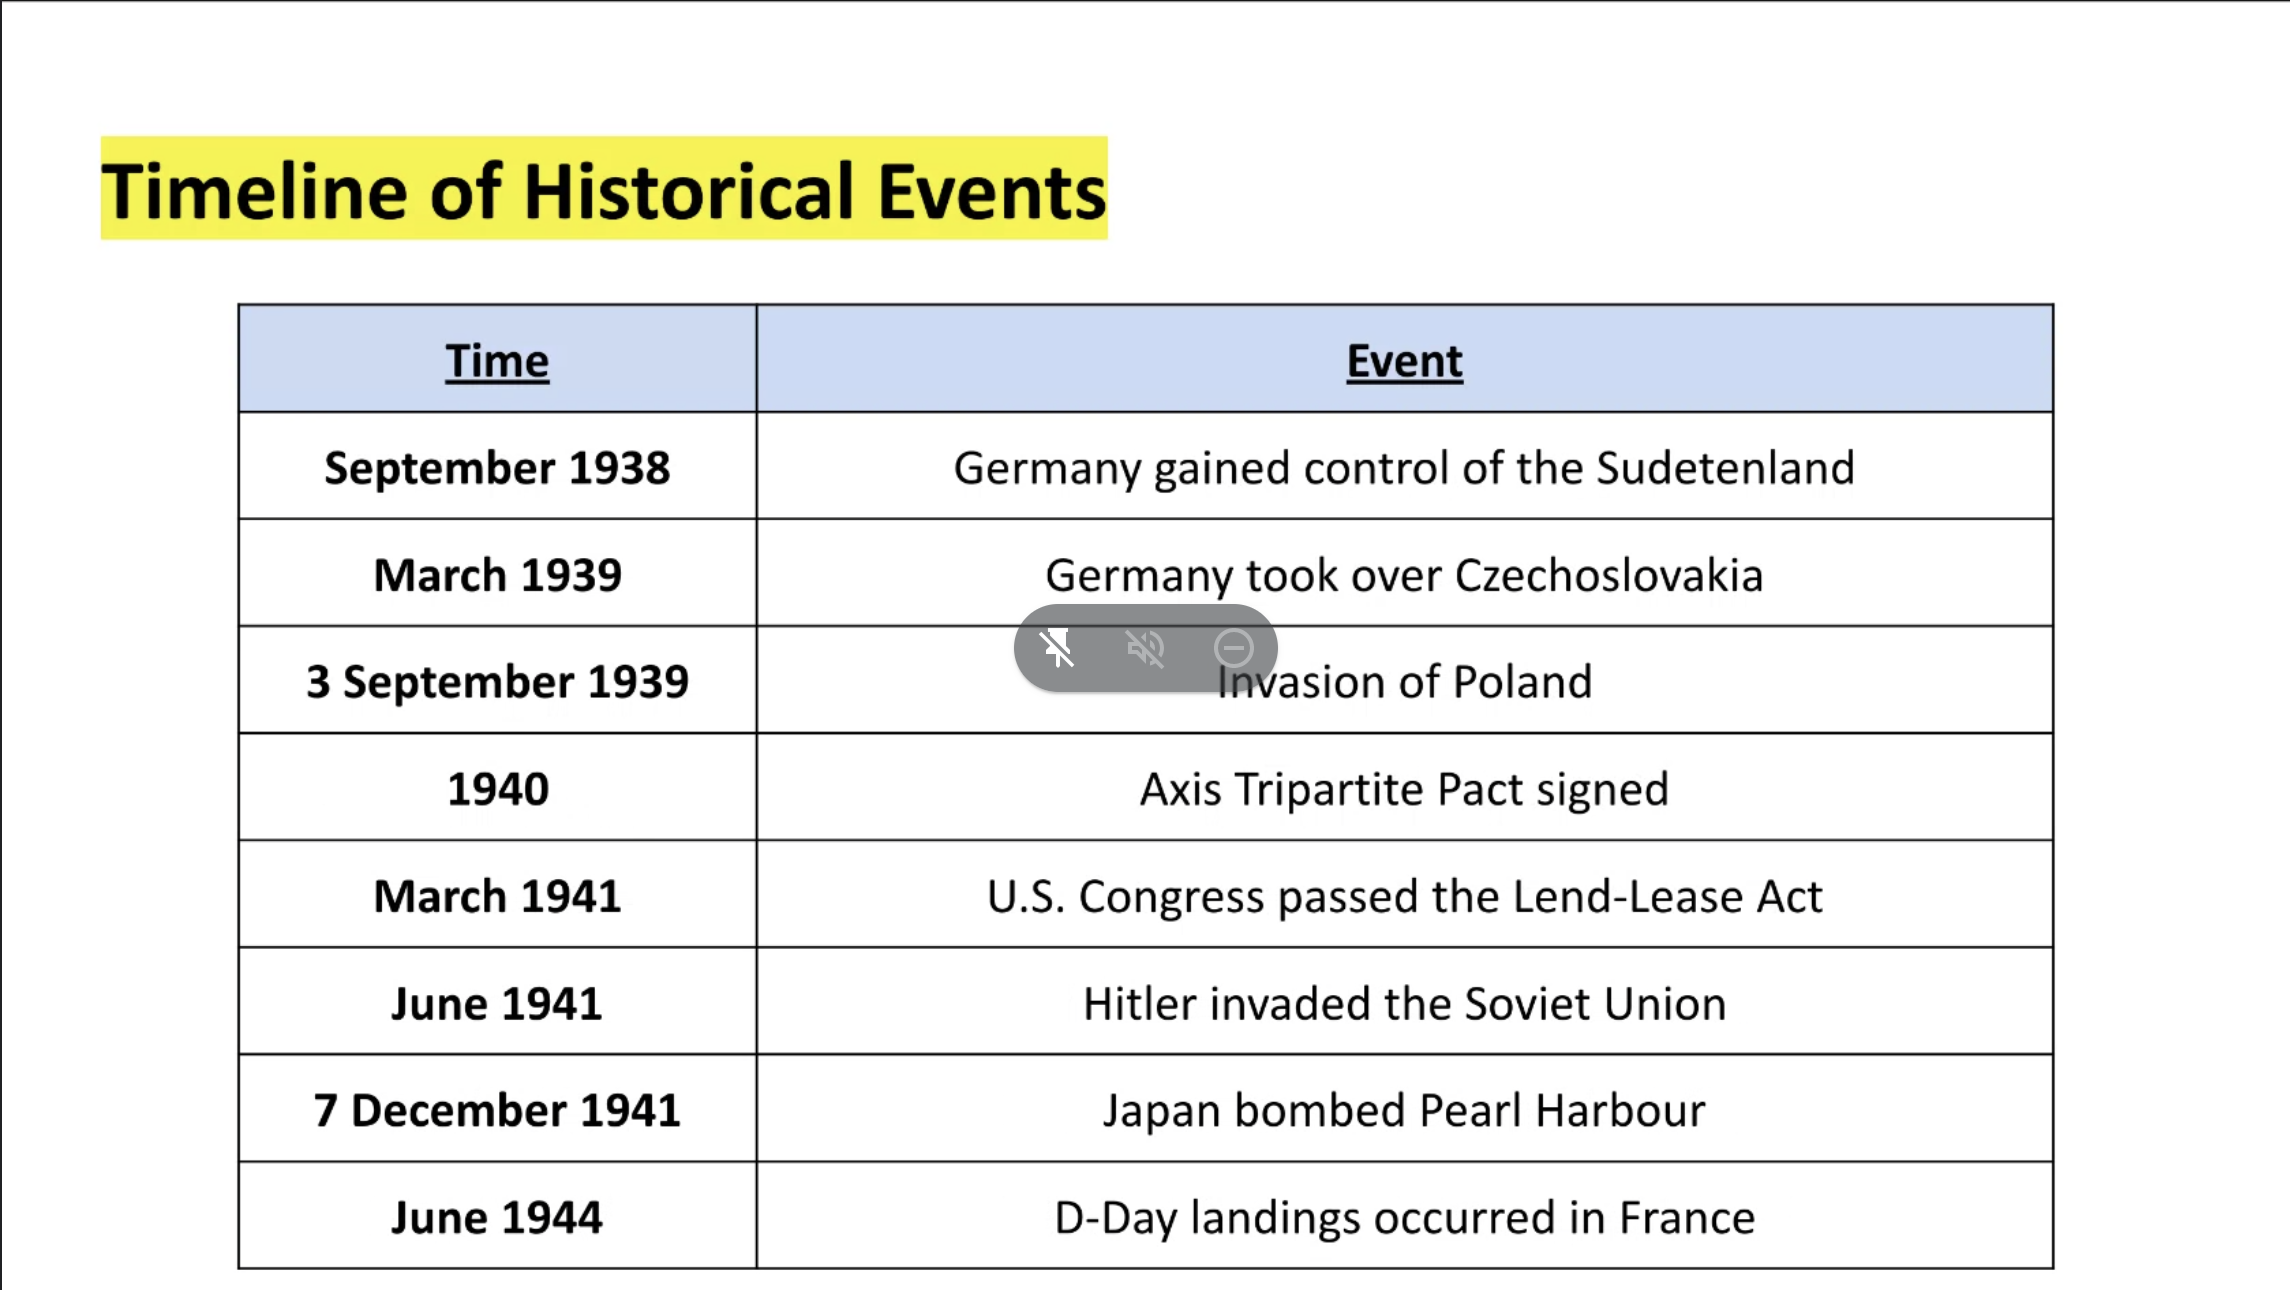 Timeline of Historical Events
Time Event
September 1938 Germany gained control of the Sudetenland
March 1939 Germany took over Czechoslovakia
3 September 1939 Invasion of Poland
1940 Axis Tripartite Pact signed
March 1941 U.S. Congress passed the Lend-Lease Act
June 1941 Hitler invaded the Soviet Union
7 December 1941 Japan bombed Pearl Harbour
June 1944 D-Day landings occurred in France